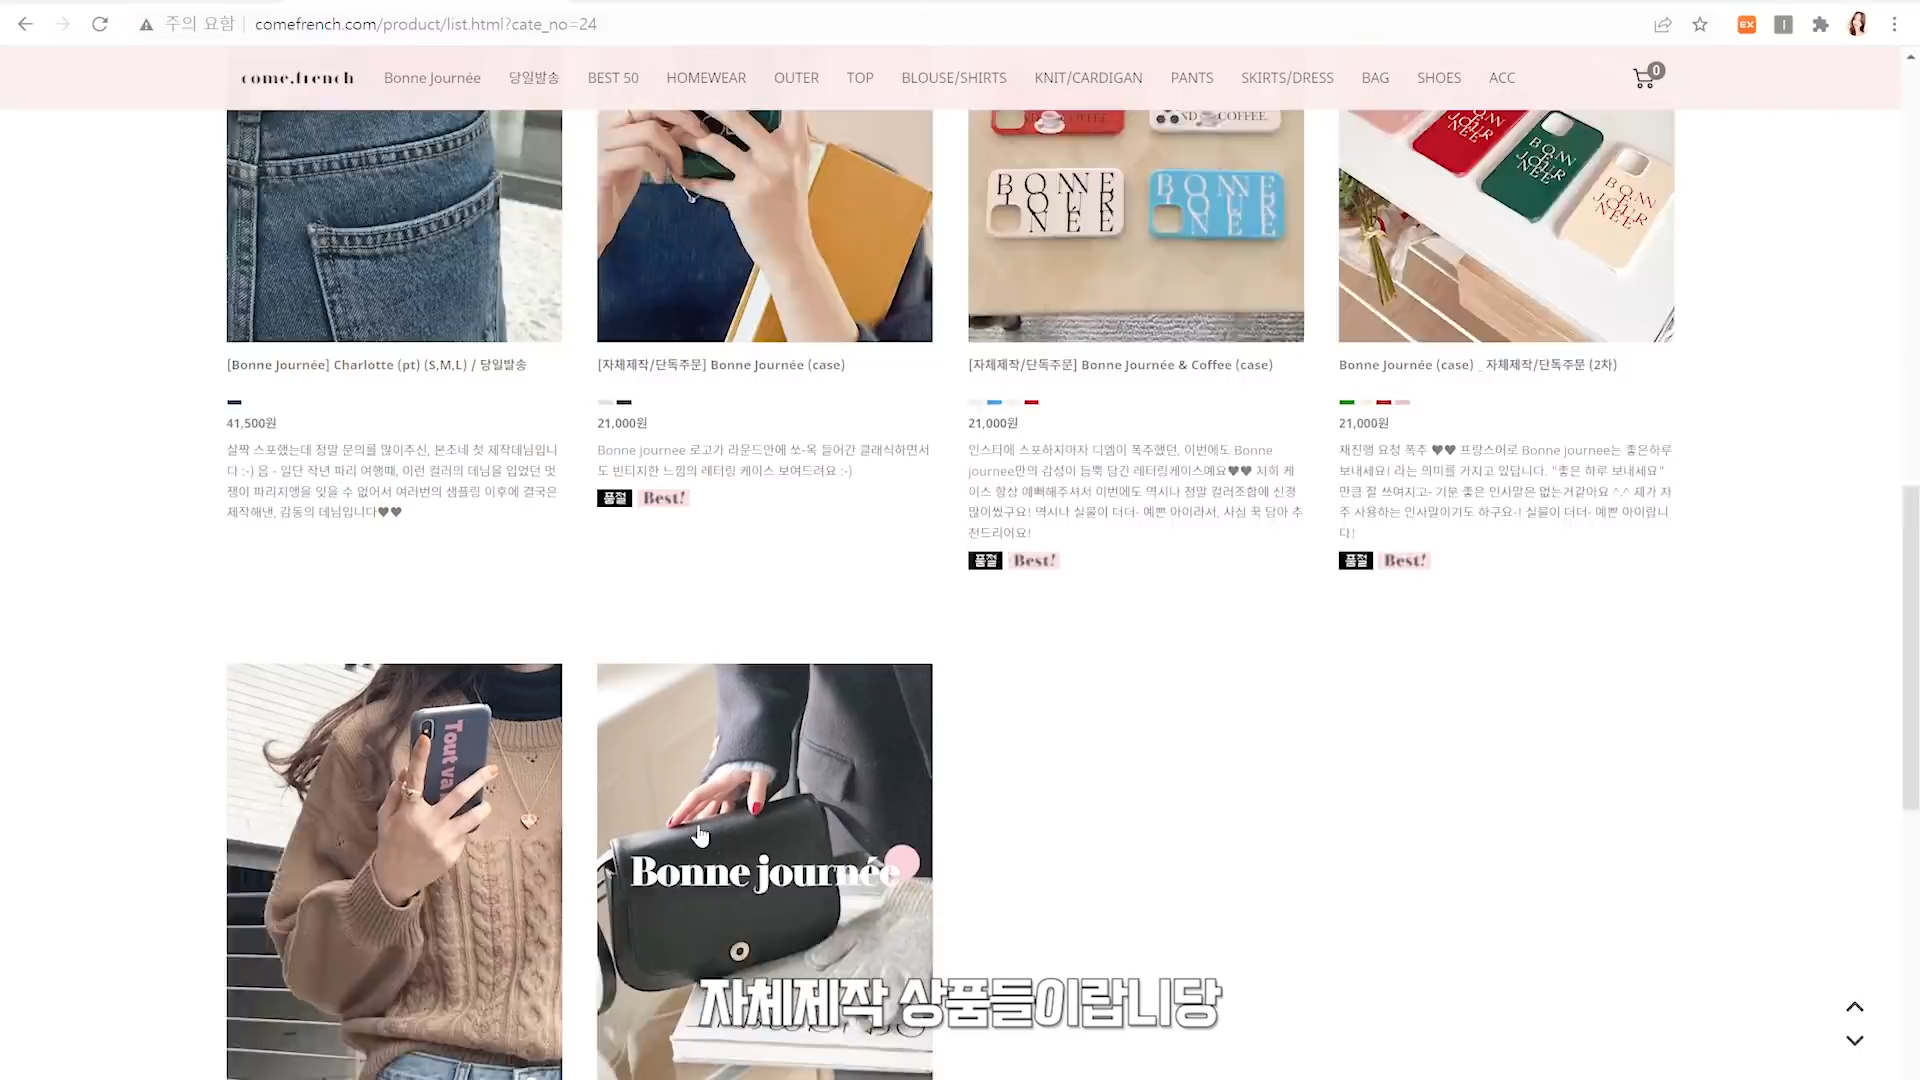 주의 요함
comefrench.com/product/list.html?cate_no=24
EX
come,french
Bonne Journée
당일발송
BEST 50
HOMEWEAR
OUTER
TOP
BLOUSE/SHIRTS
KNIT/CARDIGAN
PANTS
SKIRTS/DRESS
BAG
SHOES
ACC
0
ND COFFEE
ND COFFEE
BONNE
JOUR
NÉE
BONNE
JOUR
NÉE
BONNE
JOUR
NEE
BONN
JOUR
NÉE
BONN
JOUR
NÉE
[Bonne Journée] Charlotte (pt) (S,M,L) / 당일발송
41,500원
살짝 스포했는데 정말 문의를 많이주신, 본조네 첫 제작데님입니
다 :-) 음 - 일단 작년 파리 여행때, 이런 컬러의 데님을 입었던 멋
쟁이 파리지앵을 잊을 수 없어서 여러번의 샘플링 이후에 결국은
제작해낸, 감동의 데님입니다♥♥
[자체제작/단독주문] Bonne Journée (case)
21,000원
Bonne journee 로고가 라운드안에 쏘-옥 들어간 클래식하면서
도 빈티지한 느낌의 레터링 케이스 보여드려요 :-)
품절 Best!
[자체제작/단독주문] Bonne Journée & Coffee (case)
21,000원
인스타에 스포하지마자 디엠이 폭주했던, 이번에도 Bonne
journee만의 감성이 듬뿍 담긴 레터링케이스예요♥♥ 저희 케
이스 항상 예뻐해주셔서 이번에도 역시나 정말 컬러조합에 신경
많이썼구요! 역시나 실물이 더더- 예쁜 아이라서, 사심 꾹 담아 추
천드리어요!
품절 Best!
Bonne Journée (case) _ 자체제작/단독주문 (2차)
21,000원
재진행 요청 폭주 ♥♥ 프랑스어로 Bonne journee는 좋은하루
보내세요! 라는 의미를 가지고 있답니다. "좋은 하루 보내세요"
만큼 잘 쓰여지고- 기분 좋은 인사말은 없는거같아요 ^.^ 제가 자
주 사용하는 인사말이기도 하구요-! 실물이 더더- 예쁜 아이랍니
다!
품절 Best!
Tout va
Bonne journée
자체제작 상품들이랍니당